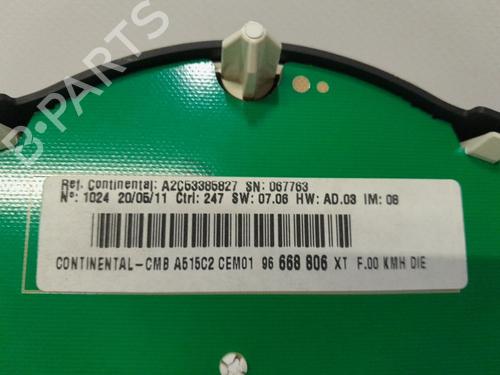 B-PARTS
Ref. Continental: A2C53385827 SN: 067763
Nº: 1024 20/05/11 Ctrl: 247 SW: 07.06 HW: AD.03 IM: 08
CONTINENTAL-CMB A515C2 CEM01 96 668 806 XT F.00 KMH DIE